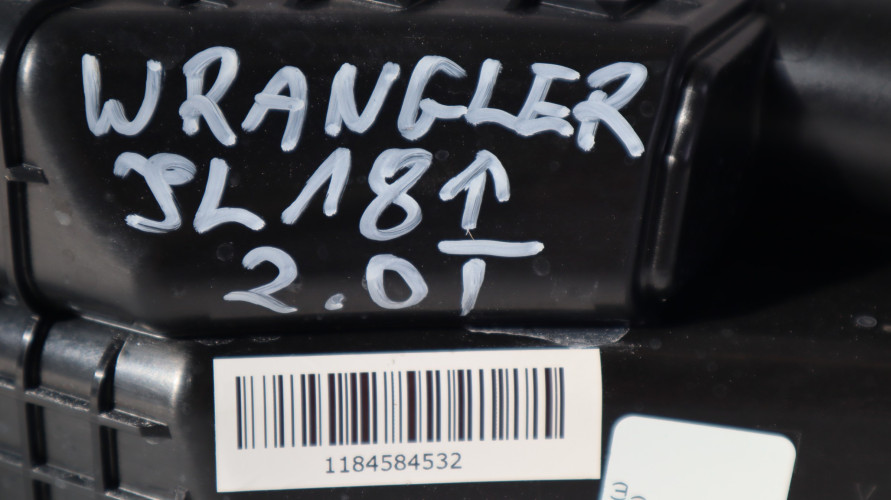 WRANGLER
JL 18↑
2.0T
1184584532